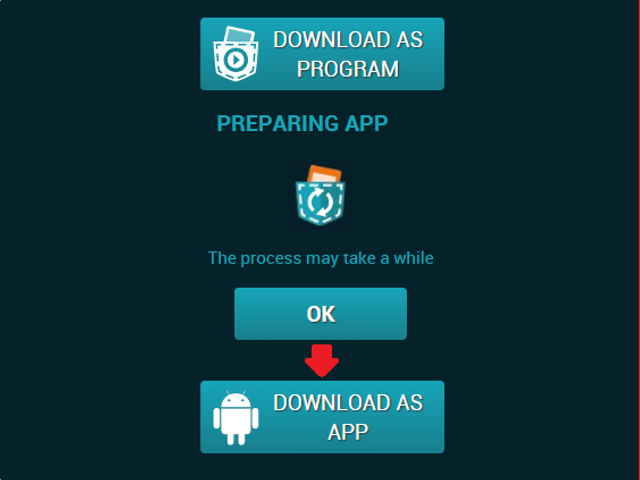 DOWNLOAD AS
PROGRAM
PREPARING APP
The process may take a while
OK
DOWNLOAD AS
APP